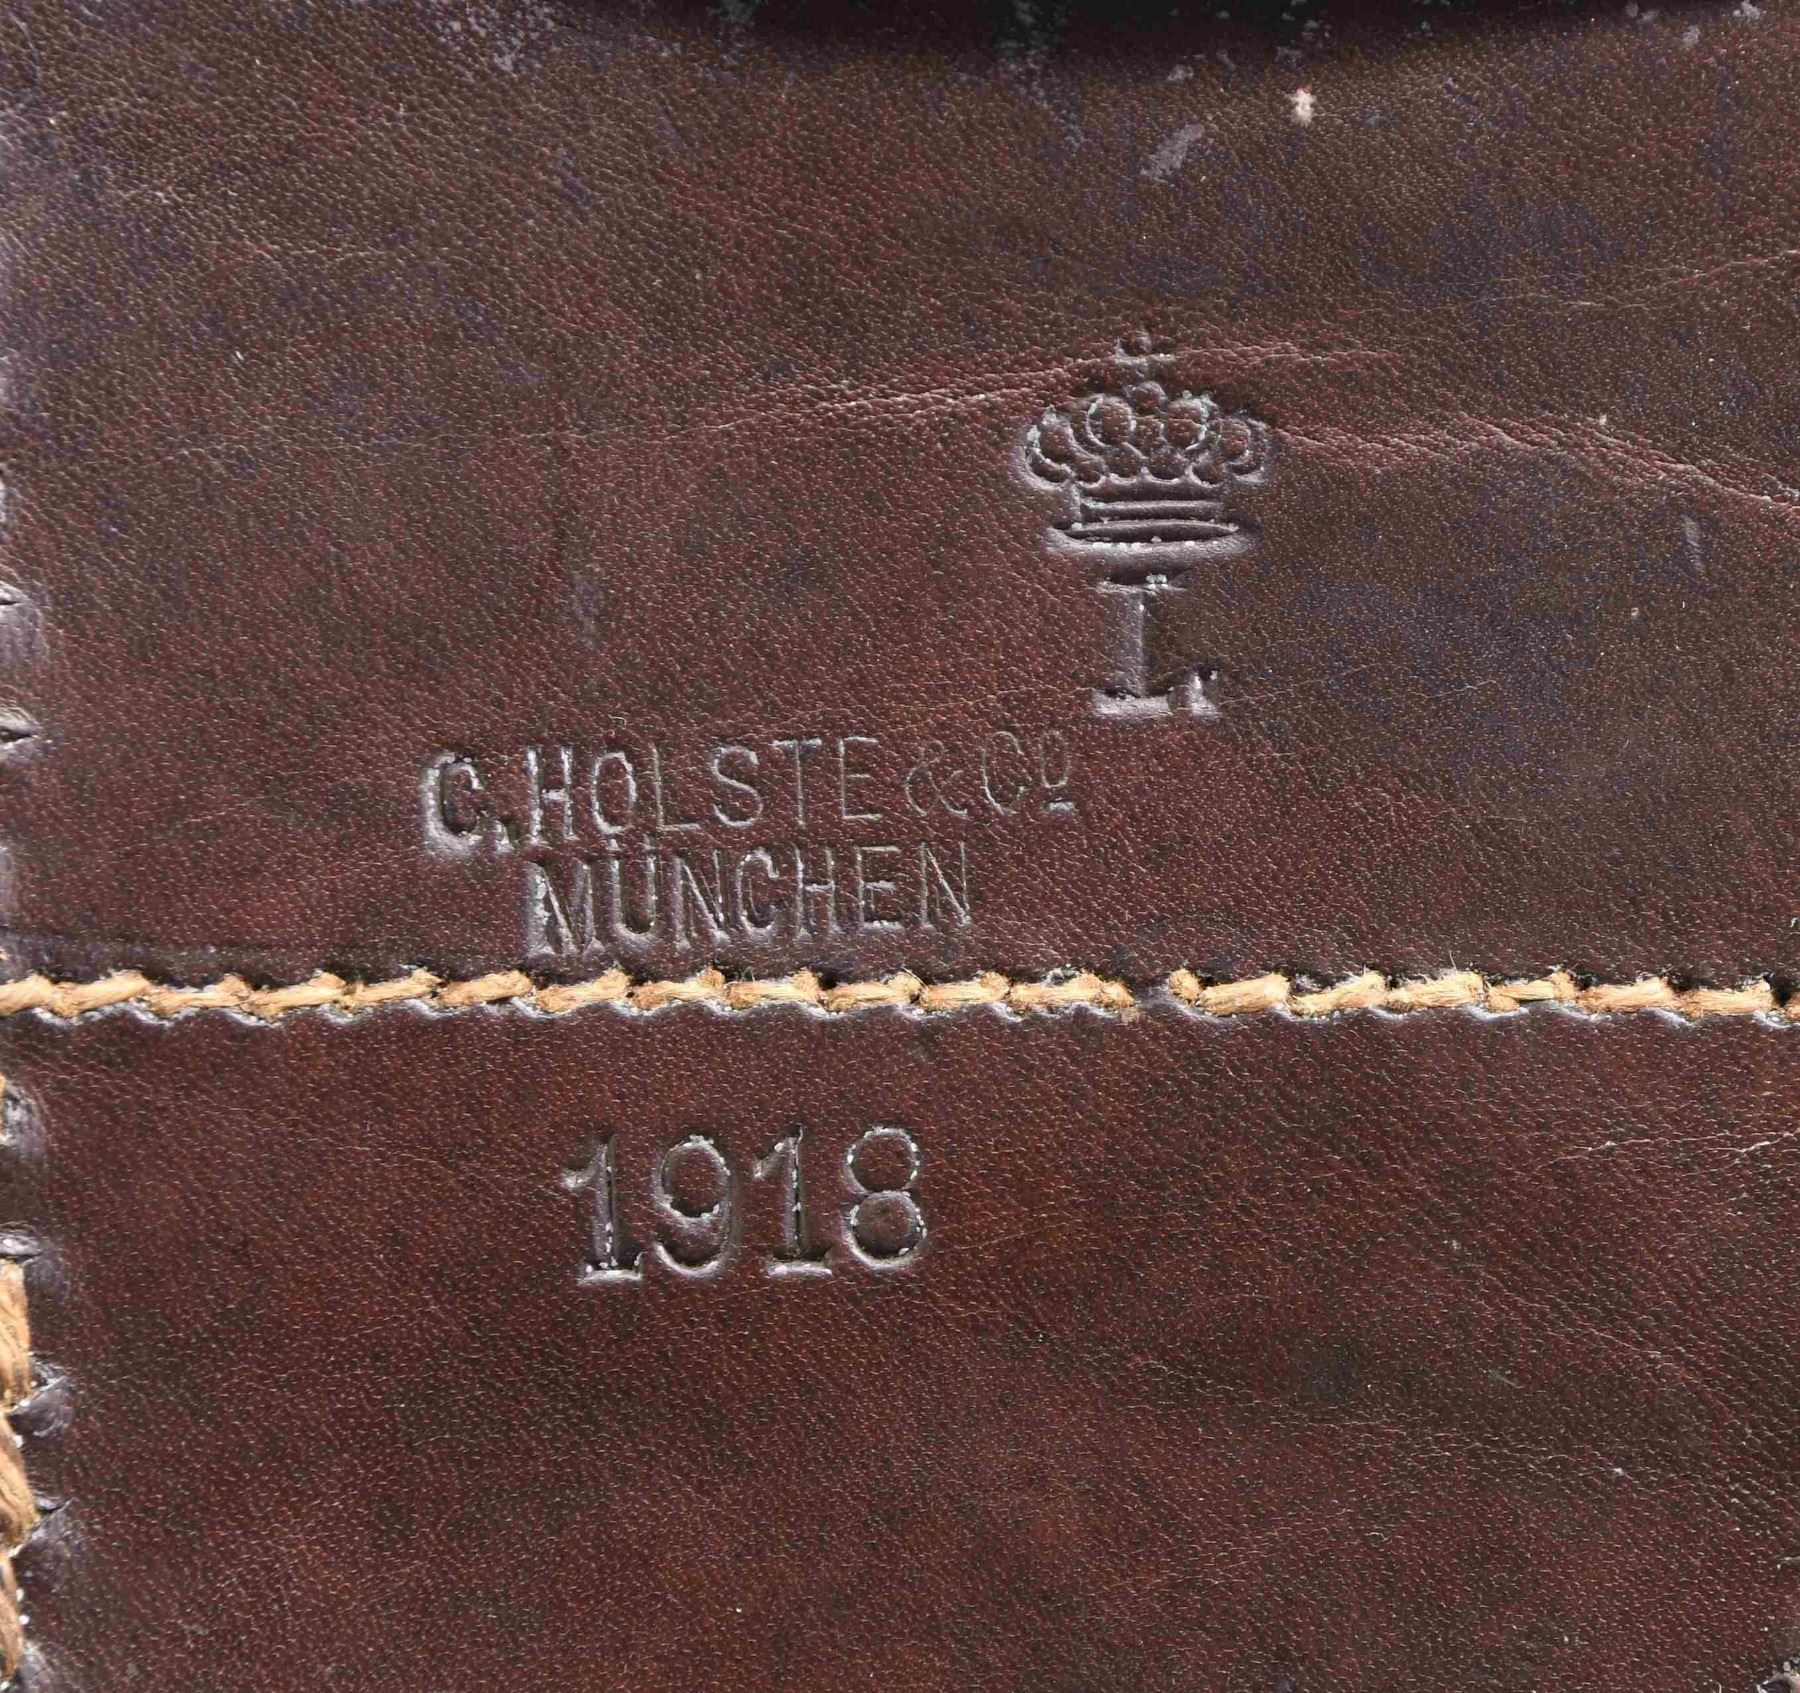 L.
C. HOLSTE & Cº
MÜNCHEN
1918